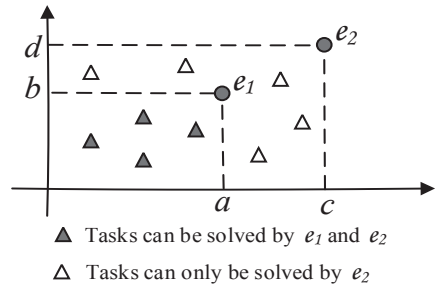 d
e₂
b
e₁
a
c
Tasks can be solved by e₁ and e₂
Tasks can only be solved by e₂